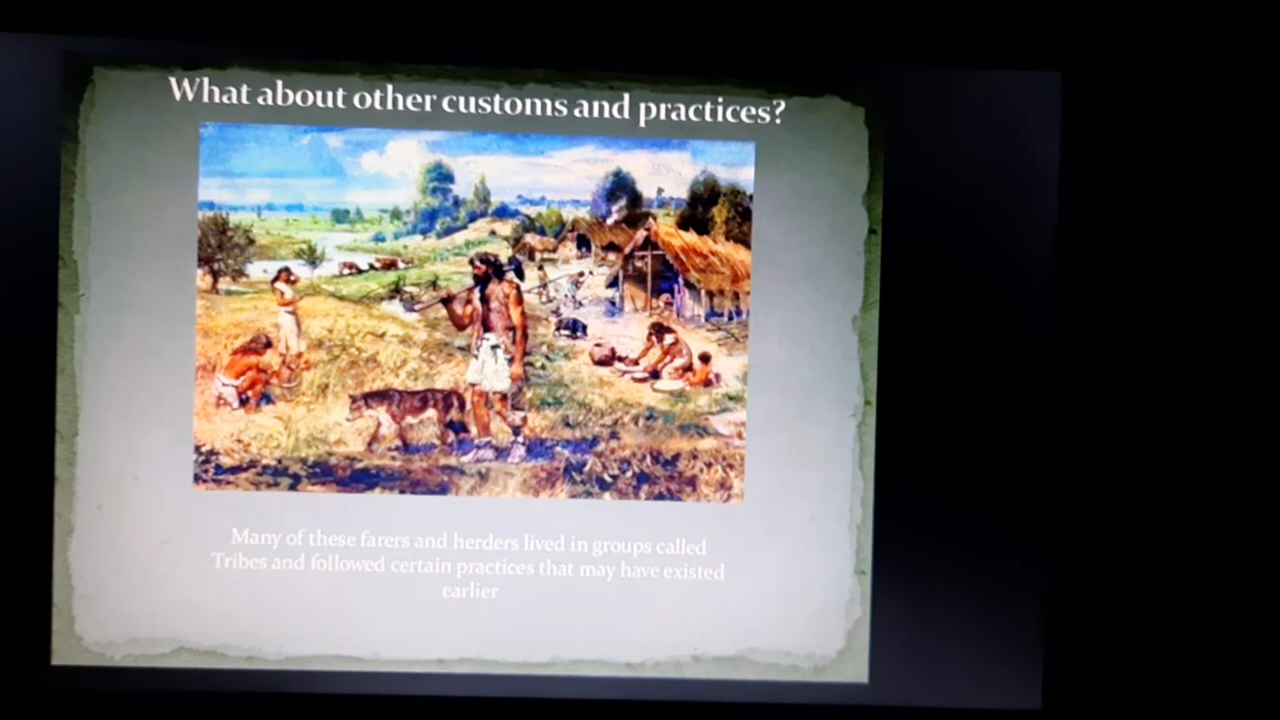 What about other customs and practices?
Many of these farers and herders lived in groups called
Tribes and followed certain practices that may have existed
earlier